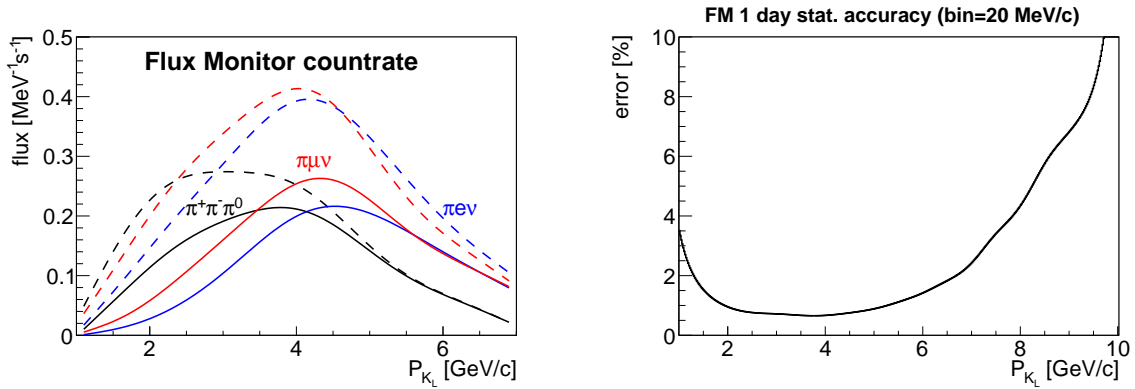 Flux Monitor countrate
flux [MeV⁻¹s⁻¹]
0.5
0.4
0.3
0.2
0.1
0
πμν
π⁺π⁻π⁰
πeν
2 4 6
P_{K_L} [GeV/c]
FM 1 day stat. accuracy (bin=20 MeV/c)
error [%]
10
8
6
4
2
0
2 4 6 8 10
P_{K_L} [GeV/c]